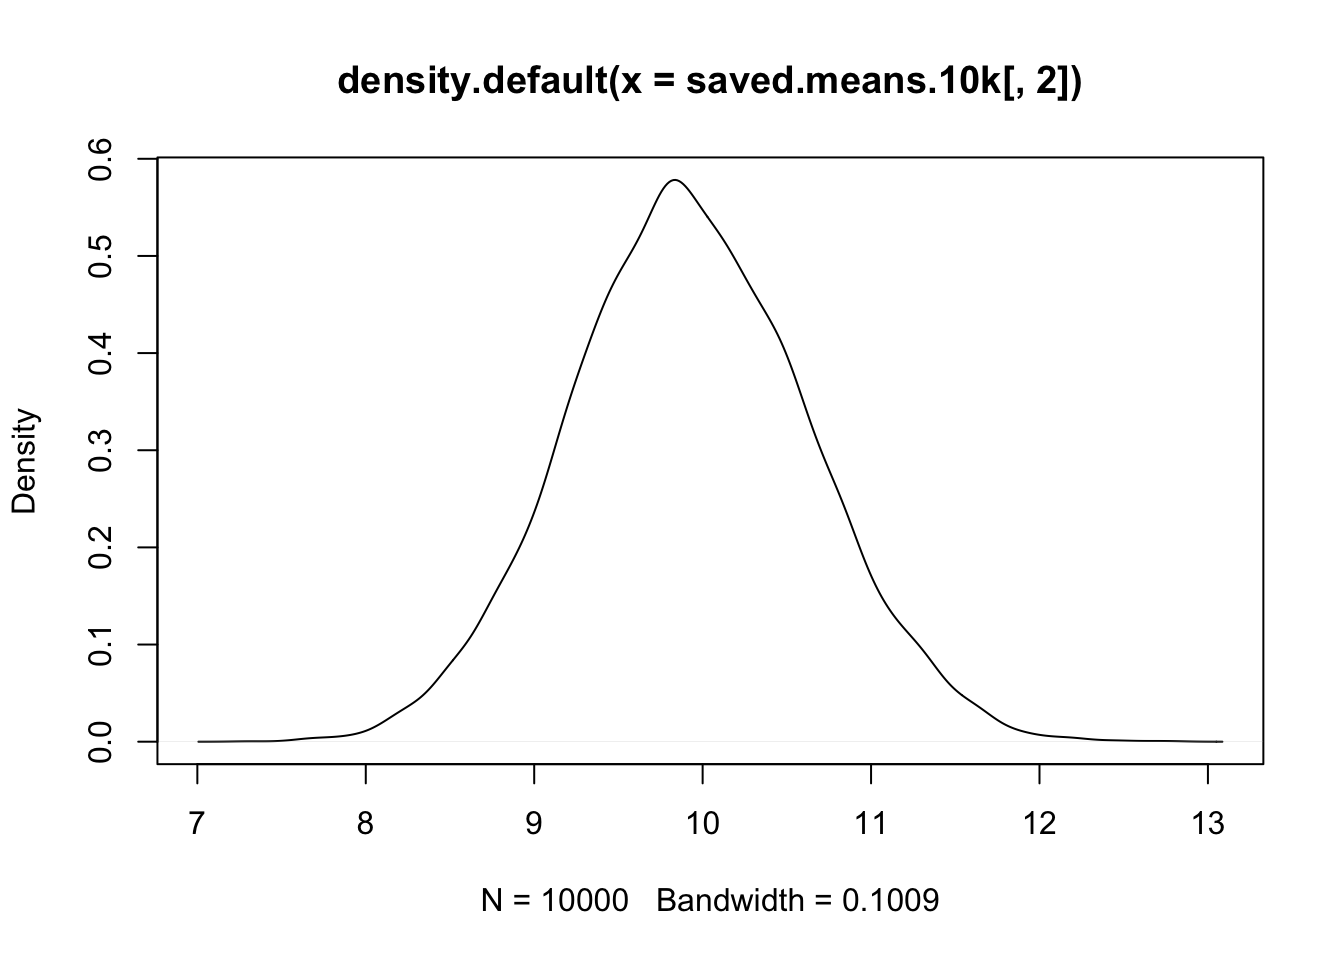 density.default(x = saved.means.10k[, 2])
Density
0.6
0.5
0.4
0.3
0.2
0.1
0.0
7 8 9 10 11 12 13
N = 10000 Bandwidth = 0.1009